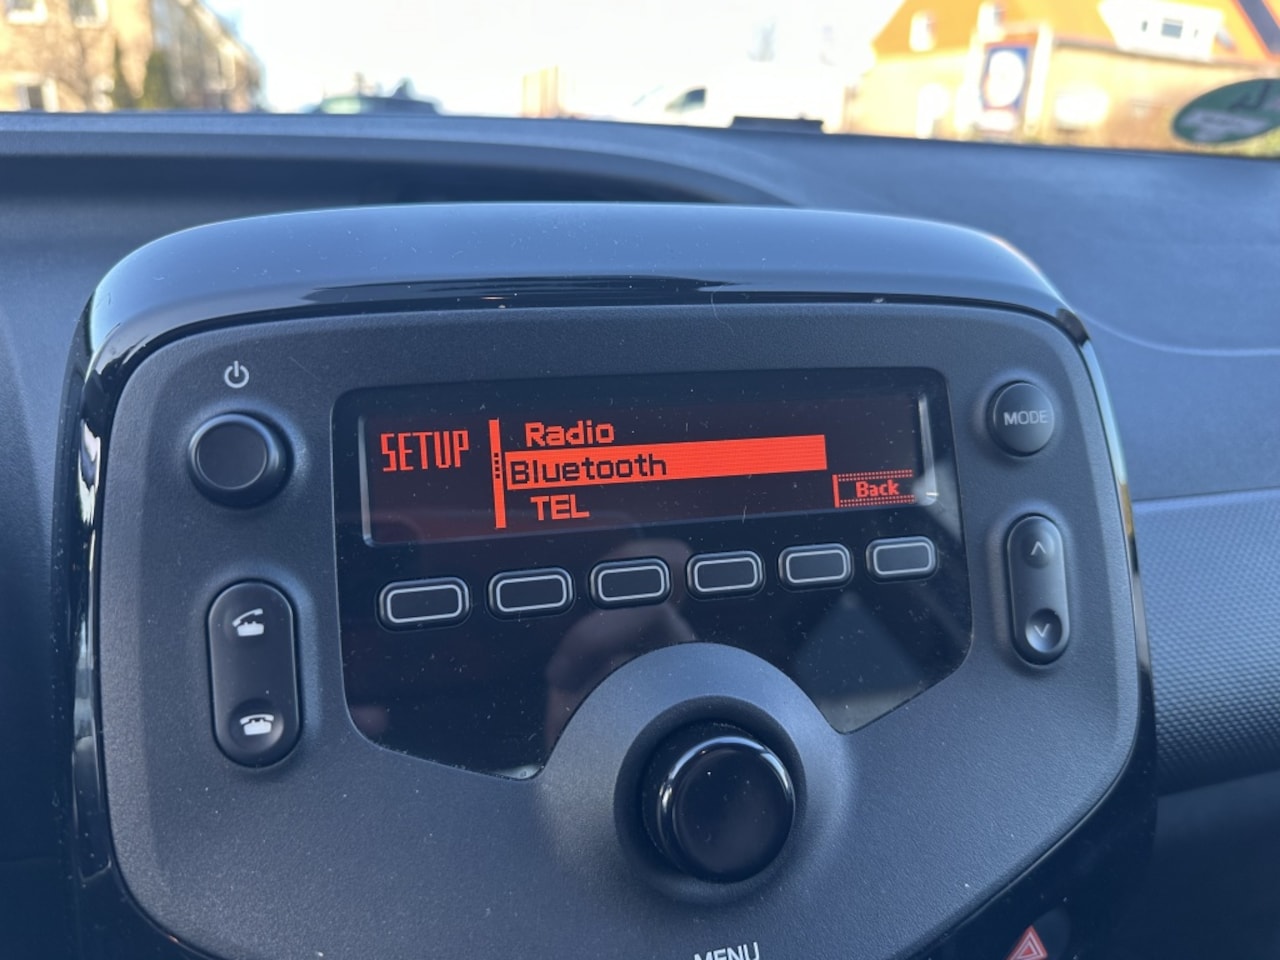 MODE
SETUP
Radio
Bluetooth
TEL
Back
MENU